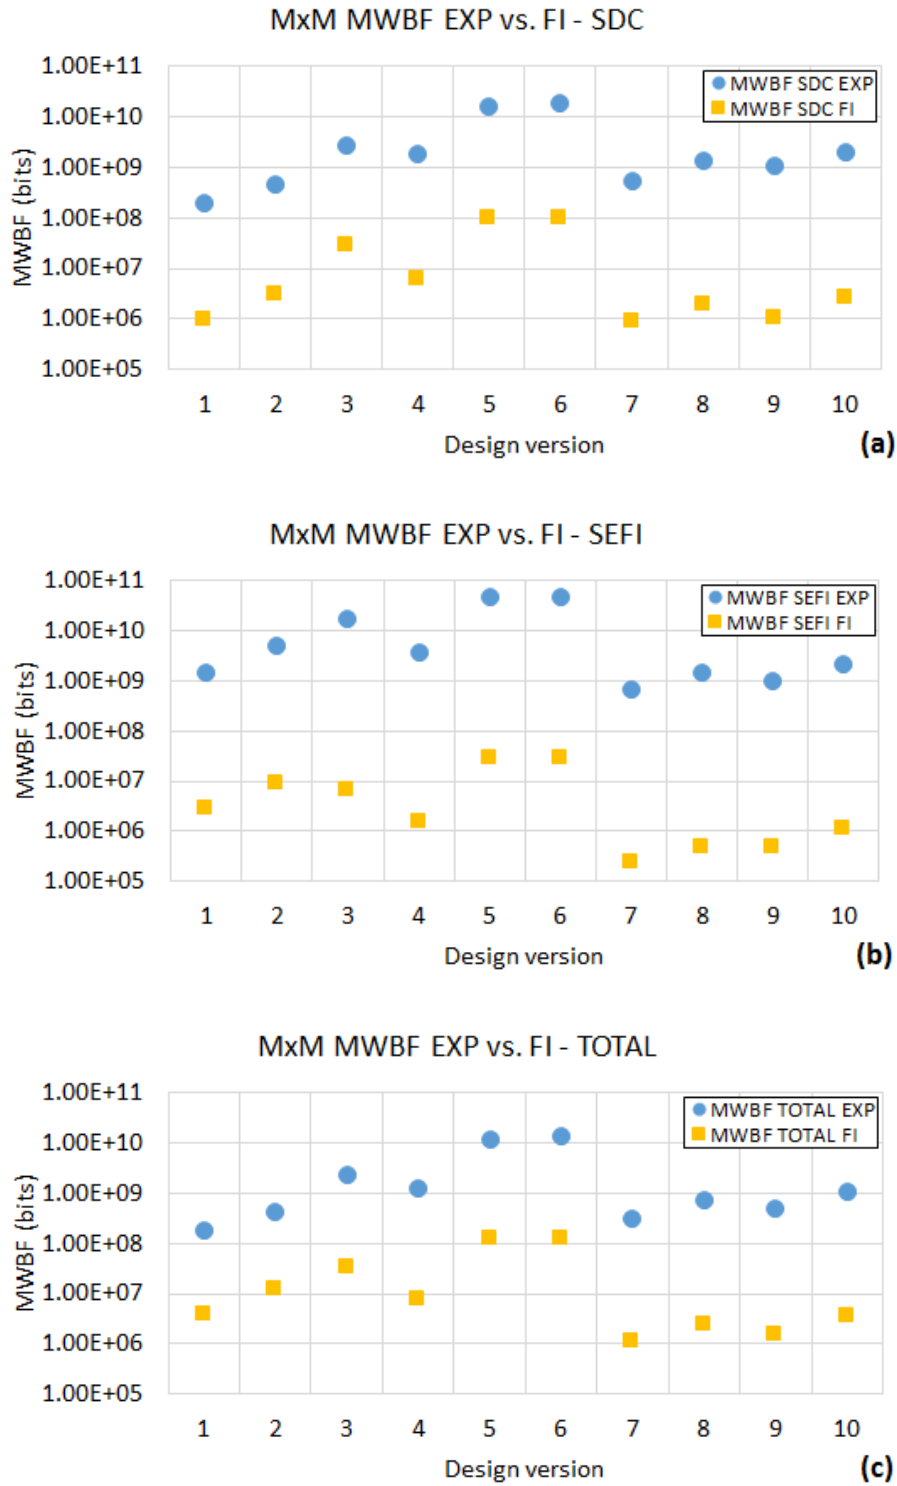 MxM MWBF EXP vs. FI - SDC
MWBF (bits)
1.00E+11
1.00E+10
1.00E+09
1.00E+08
1.00E+07
1.00E+06
1.00E+05
MWBF SDC EXP
MWBF SDC FI
1 2 3 4 5 6 7 8 9 10
Design version
(a)
MxM MWBF EXP vs. FI - SEFI
MWBF (bits)
1.00E+11
1.00E+10
1.00E+09
1.00E+08
1.00E+07
1.00E+06
1.00E+05
MWBF SEFI EXP
MWBF SEFI FI
1 2 3 4 5 6 7 8 9 10
Design version
(b)
MxM MWBF EXP vs. FI - TOTAL
MWBF (bits)
1.00E+11
1.00E+10
1.00E+09
1.00E+08
1.00E+07
1.00E+06
1.00E+05
MWBF TOTAL EXP
MWBF TOTAL FI
1 2 3 4 5 6 7 8 9 10
Design version
(c)